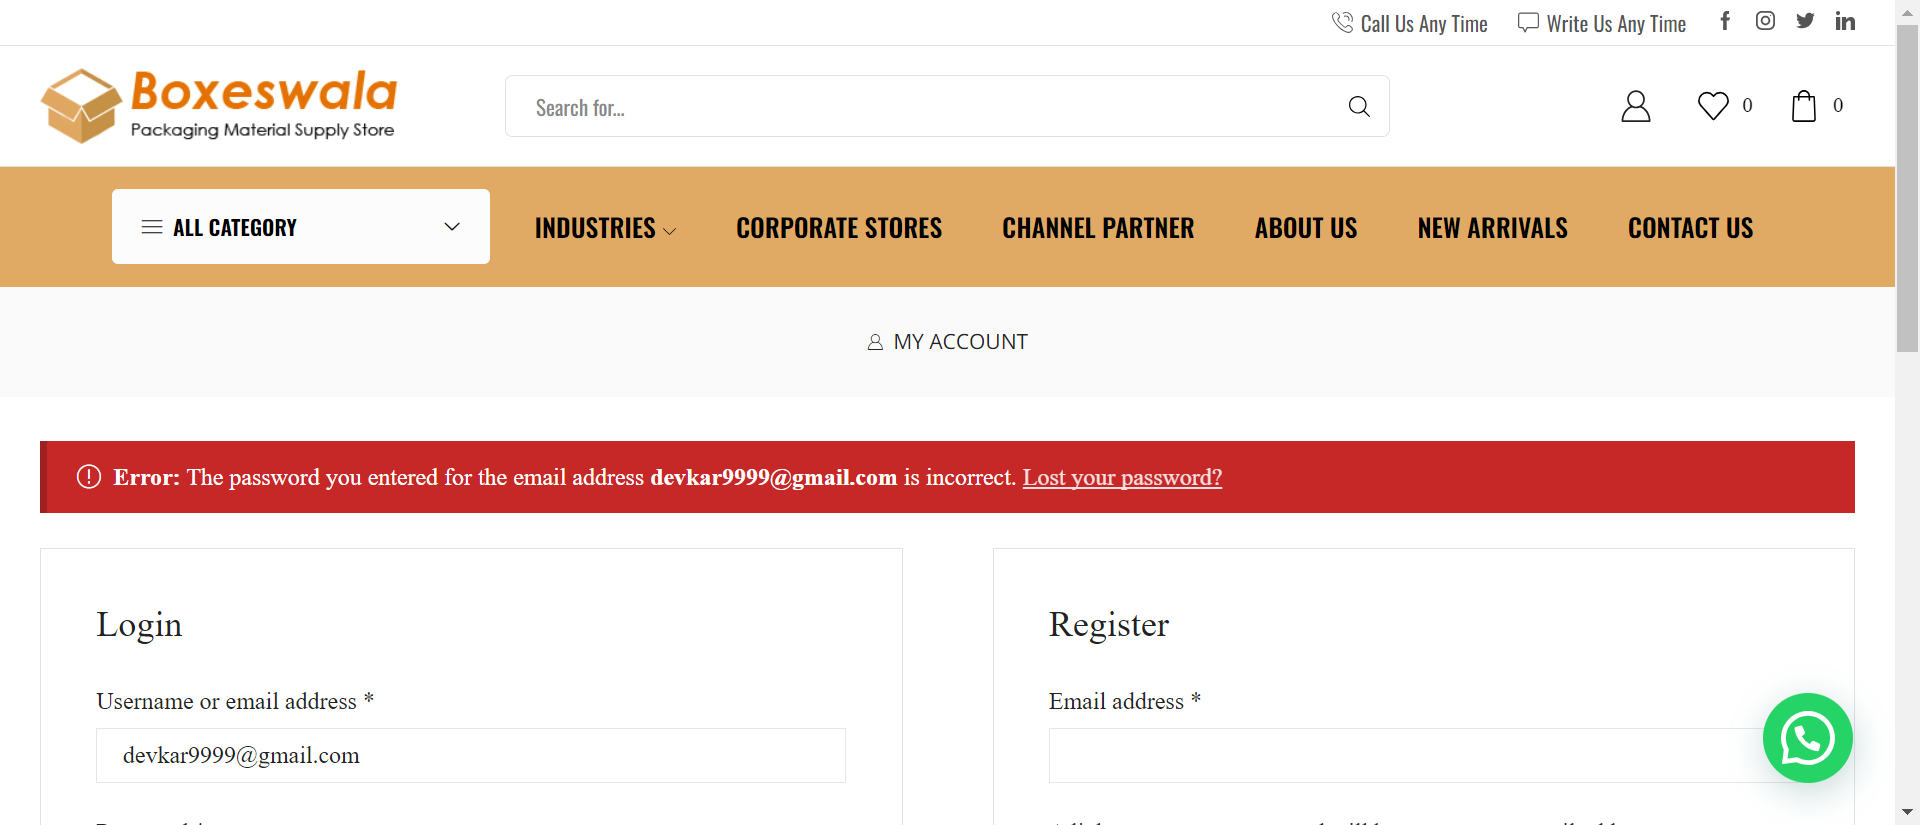 Call Us Any Time
Write Us Any Time
Boxeswala
Packaging Material Supply Store
Search for...
0
0
ALL CATEGORY
INDUSTRIES
CORPORATE STORES
CHANNEL PARTNER
ABOUT US
NEW ARRIVALS
CONTACT US
MY ACCOUNT
Error: The password you entered for the email address devkar9999@gmail.com is incorrect. Lost your password?
Login
Register
Username or email address *
Email address *
devkar9999@gmail.com